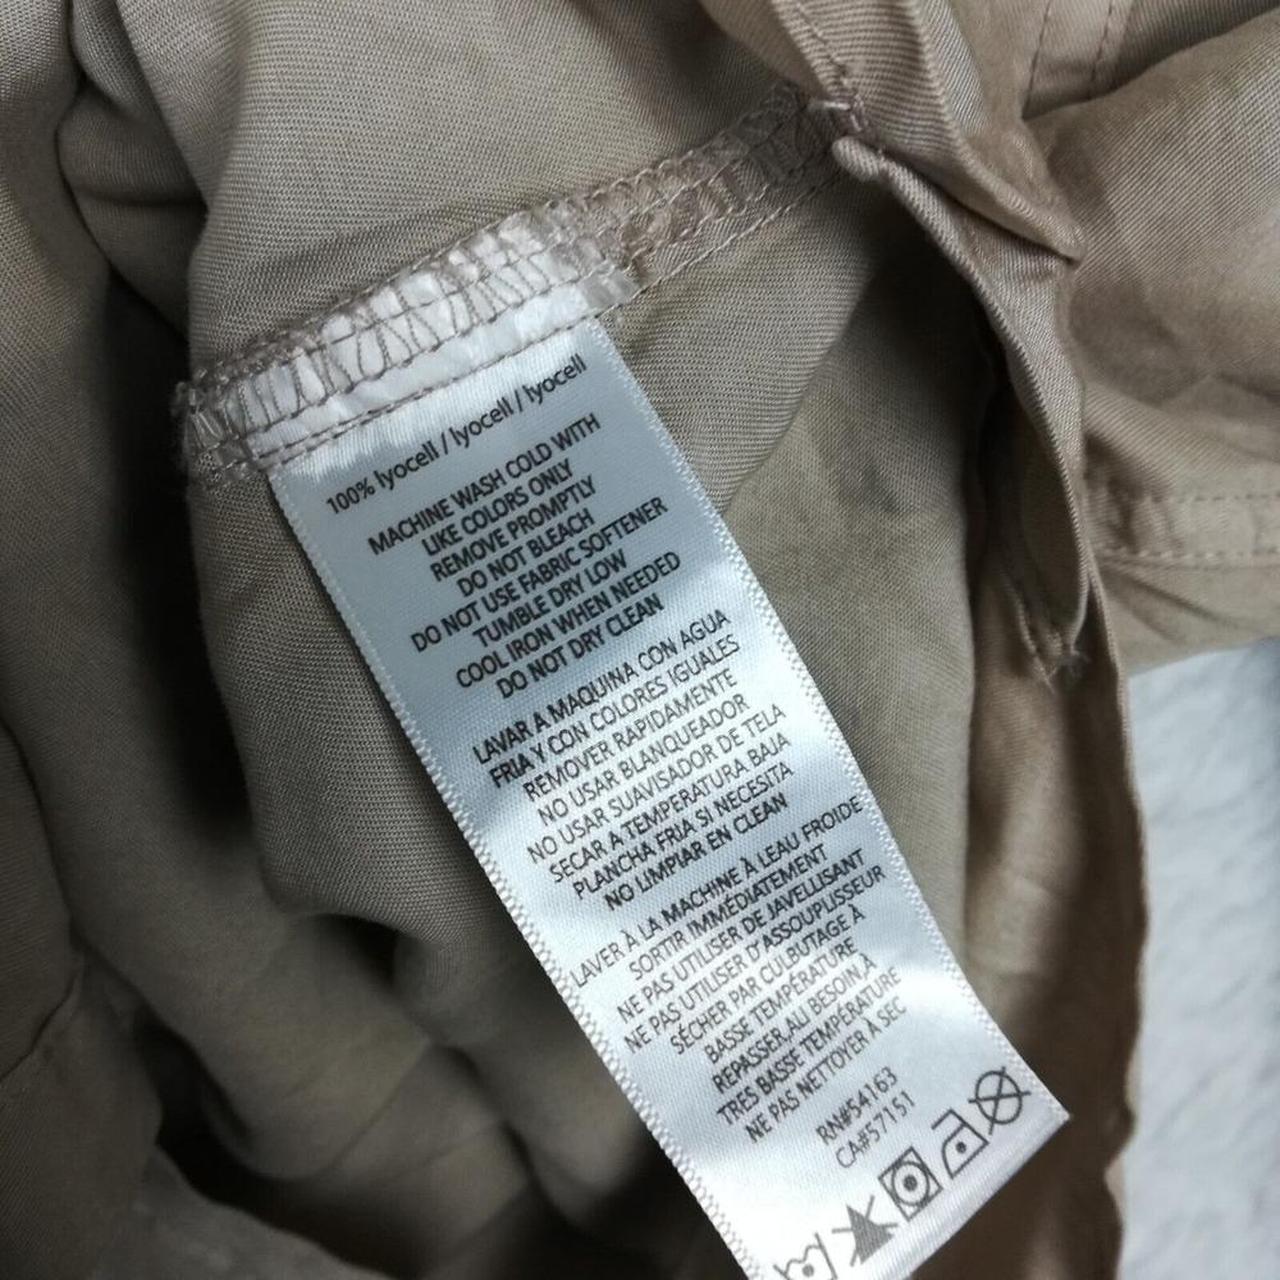 100% lyocell / lyocell / lyocell
MACHINE WASH COLD WITH
LIKE COLORS ONLY
REMOVE PROMPTLY
DO NOT BLEACH
DO NOT USE FABRIC SOFTENER
TUMBLE DRY LOW
COOL IRON WHEN NEEDED
DO NOT DRY CLEAN
LAVAR A MAQUINA CON AGUA
FRIA Y CON COLORES IGUALES
REMOVER RAPIDAMENTE
NO USAR BLANQUEADOR
NO USAR SUAVISADOR DE TELA
SECAR A TEMPERATURA BAJA
PLANCHA FRIA SI NECESITA
NO LIMPIAR EN CLEAN
LAVER À LA MACHINE À LEAU FROIDE
SORTIR IMMÉDIATEMENT
NE PAS UTILISER DE JAVELLISANT
NE PAS UTILISER D'ASSOUPLISSEUR
SÉCHER PAR CULBUTAGE À
BASSE TEMPÉRATURE
REPASSER,AU BESOIN,À
TRES BASSE TEMPÉRATURE
NE PAS NETTOYER À SEC
RN#54163
CA#57151